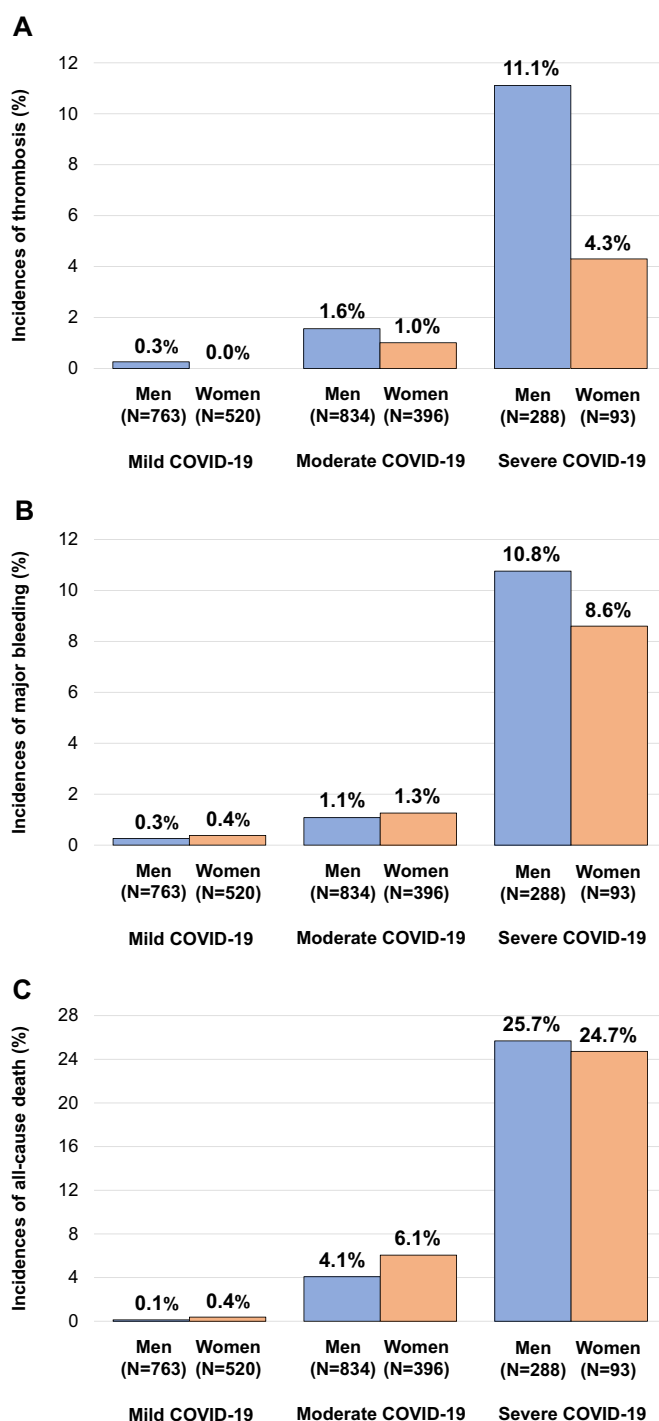 A
Incidences of thrombosis (%)
12
10
8
6
4
2
0
0.3%
0.0%
1.6%
1.0%
11.1%
4.3%
Men Women Men Women Men Women
(N=763) (N=520) (N=834) (N=396) (N=288) (N=93)
Mild COVID-19 Moderate COVID-19 Severe COVID-19
B
Incidences of major bleeding (%)
12
10
8
6
4
2
0
0.3%
0.4%
1.1%
1.3%
10.8%
8.6%
Men Women Men Women Men Women
(N=763) (N=520) (N=834) (N=396) (N=288) (N=93)
Mild COVID-19 Moderate COVID-19 Severe COVID-19
C
Incidences of all-cause death (%)
28
24
20
16
12
8
4
0
0.1%
0.4%
4.1%
6.1%
25.7%
24.7%
Men Women Men Women Men Women
(N=763) (N=520) (N=834) (N=396) (N=288) (N=93)
Mild COVID-19 Moderate COVID-19 Severe COVID-19